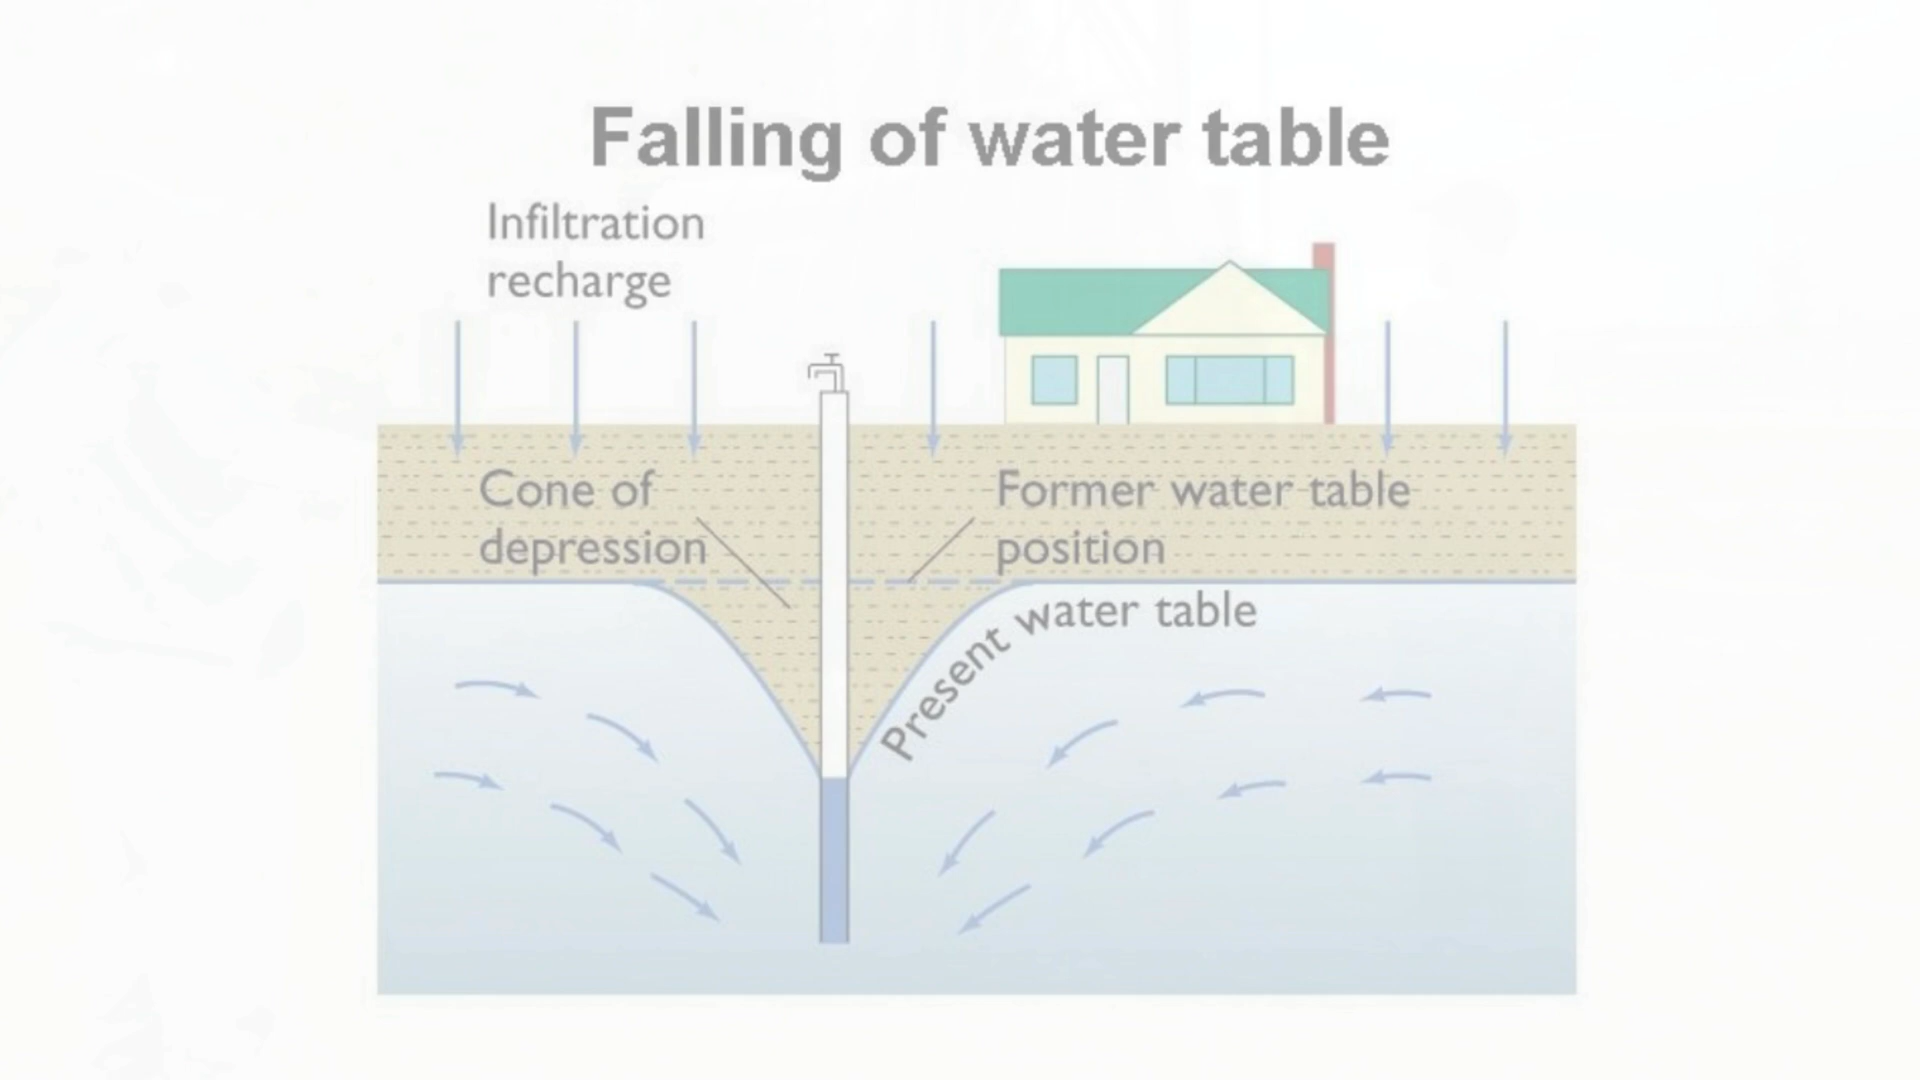 Falling of water table
Infiltration
recharge
Cone of
depression
Former water table
position
Present water table